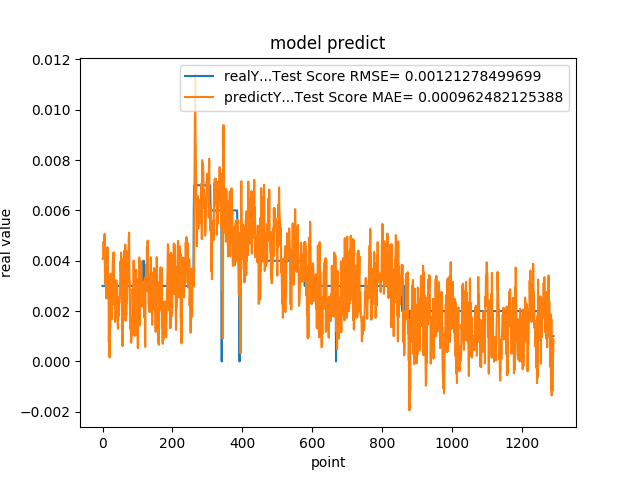 model predict
realY...Test Score RMSE= 0.00121278499699
predictY...Test Score MAE= 0.000962482125388
0.012
0.010
0.008
0.006
0.004
0.002
0.000
−0.002
real value
0 200 400 600 800 1000 1200
point